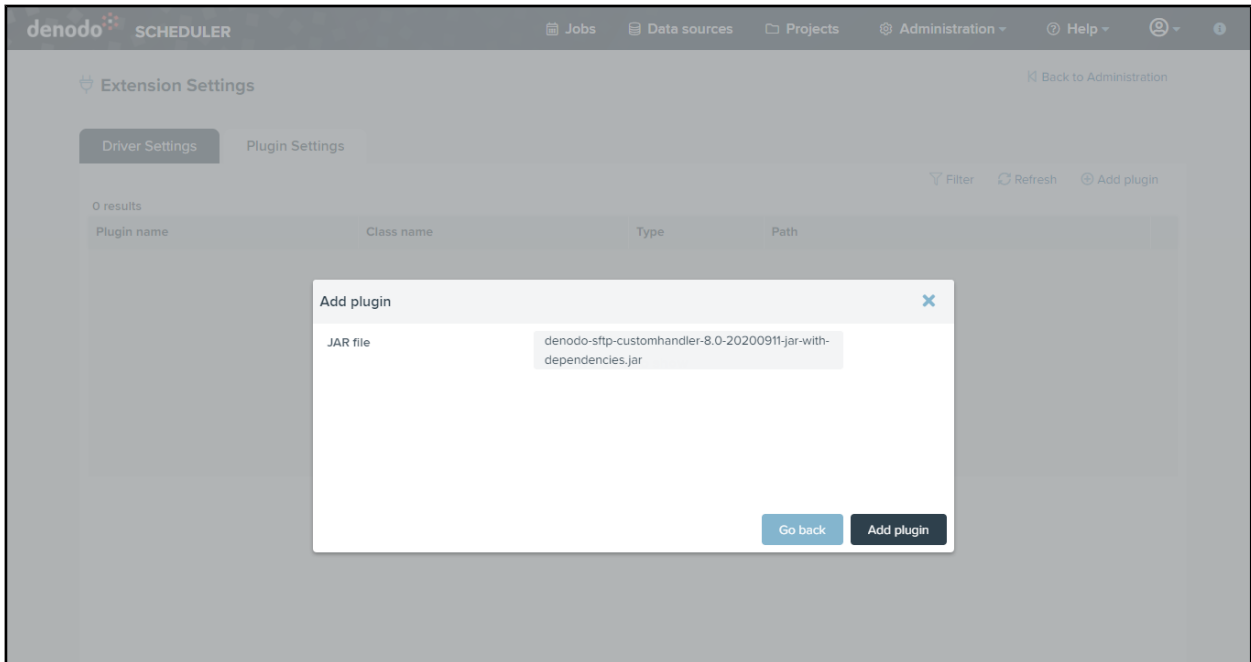 denodo SCHEDULER Jobs Data sources Projects Administration Help
Extension Settings Back to Administration
Driver Settings Plugin Settings
Filter Refresh Add plugin
0 results
Plugin name Class name Type Path
Add plugin
JAR file denodo-sftp-customhandler-8.0-20200911-jar-with-
dependencies.jar
Go back Add plugin